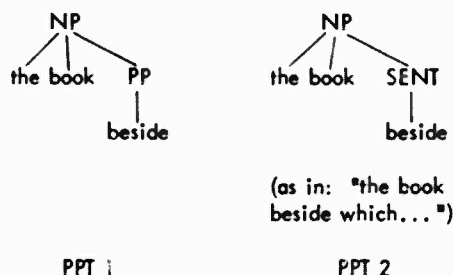 NP NP
the book PP the book SENT
beside beside
(as in: "the book
beside which... ")
PPT 1 PPT 2